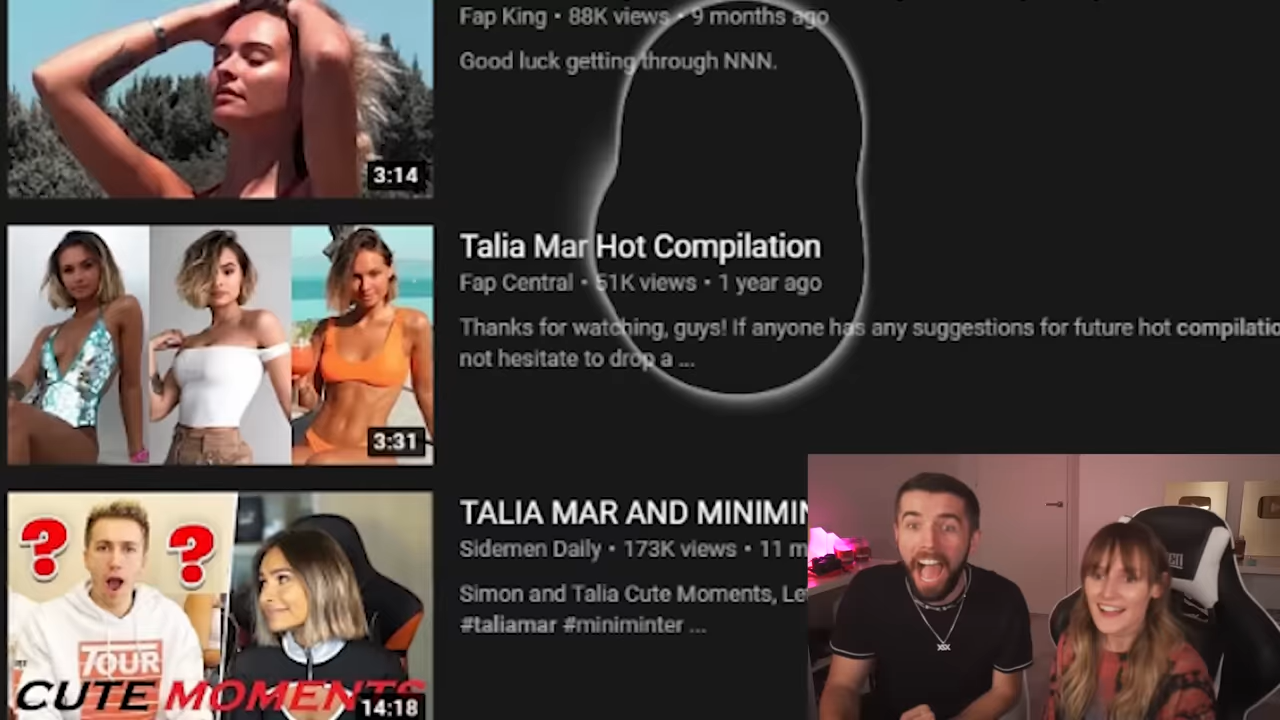 Fap King • 88K views • 9 months ago
Good luck getting through NNN.
3:14
Talia Mar Hot Compilation
Fap Central • 51K views • 1 year ago
Thanks for watching, guys! If anyone has any suggestions for future hot
not hesitate to drop a ...
3:31
TALIA MAR AND
Sidemen Daily • 173K views • 11
Simon and Talia Cute Moments,
#taliamar #miniminter ...
? ?
TOUR
CUTE MOMENTS
14:18